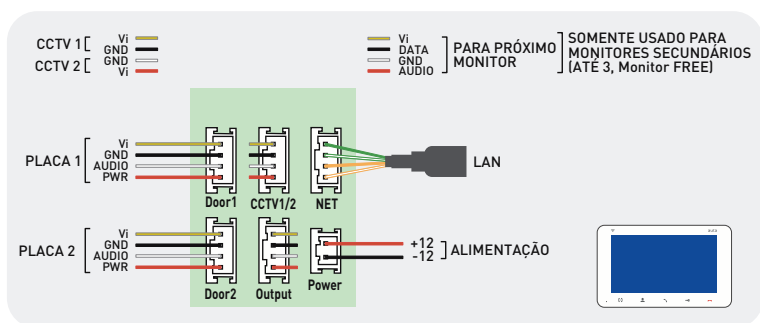 CCTV 1
Vi
GND
CCTV 2
GND
Vi
Vi
DATA
GND
AUDIO
PARA PRÓXIMO
MONITOR
SOMENTE USADO PARA
MONITORES SECUNDÁRIOS
(ATÉ 3, Monitor FREE)
PLACA 1
Vi
GND
AUDIO
PWR
Door1
CCTV1/2
NET
LAN
PLACA 2
Vi
GND
AUDIO
PWR
Door2
Output
Power
+12
-12
ALIMENTAÇÃO